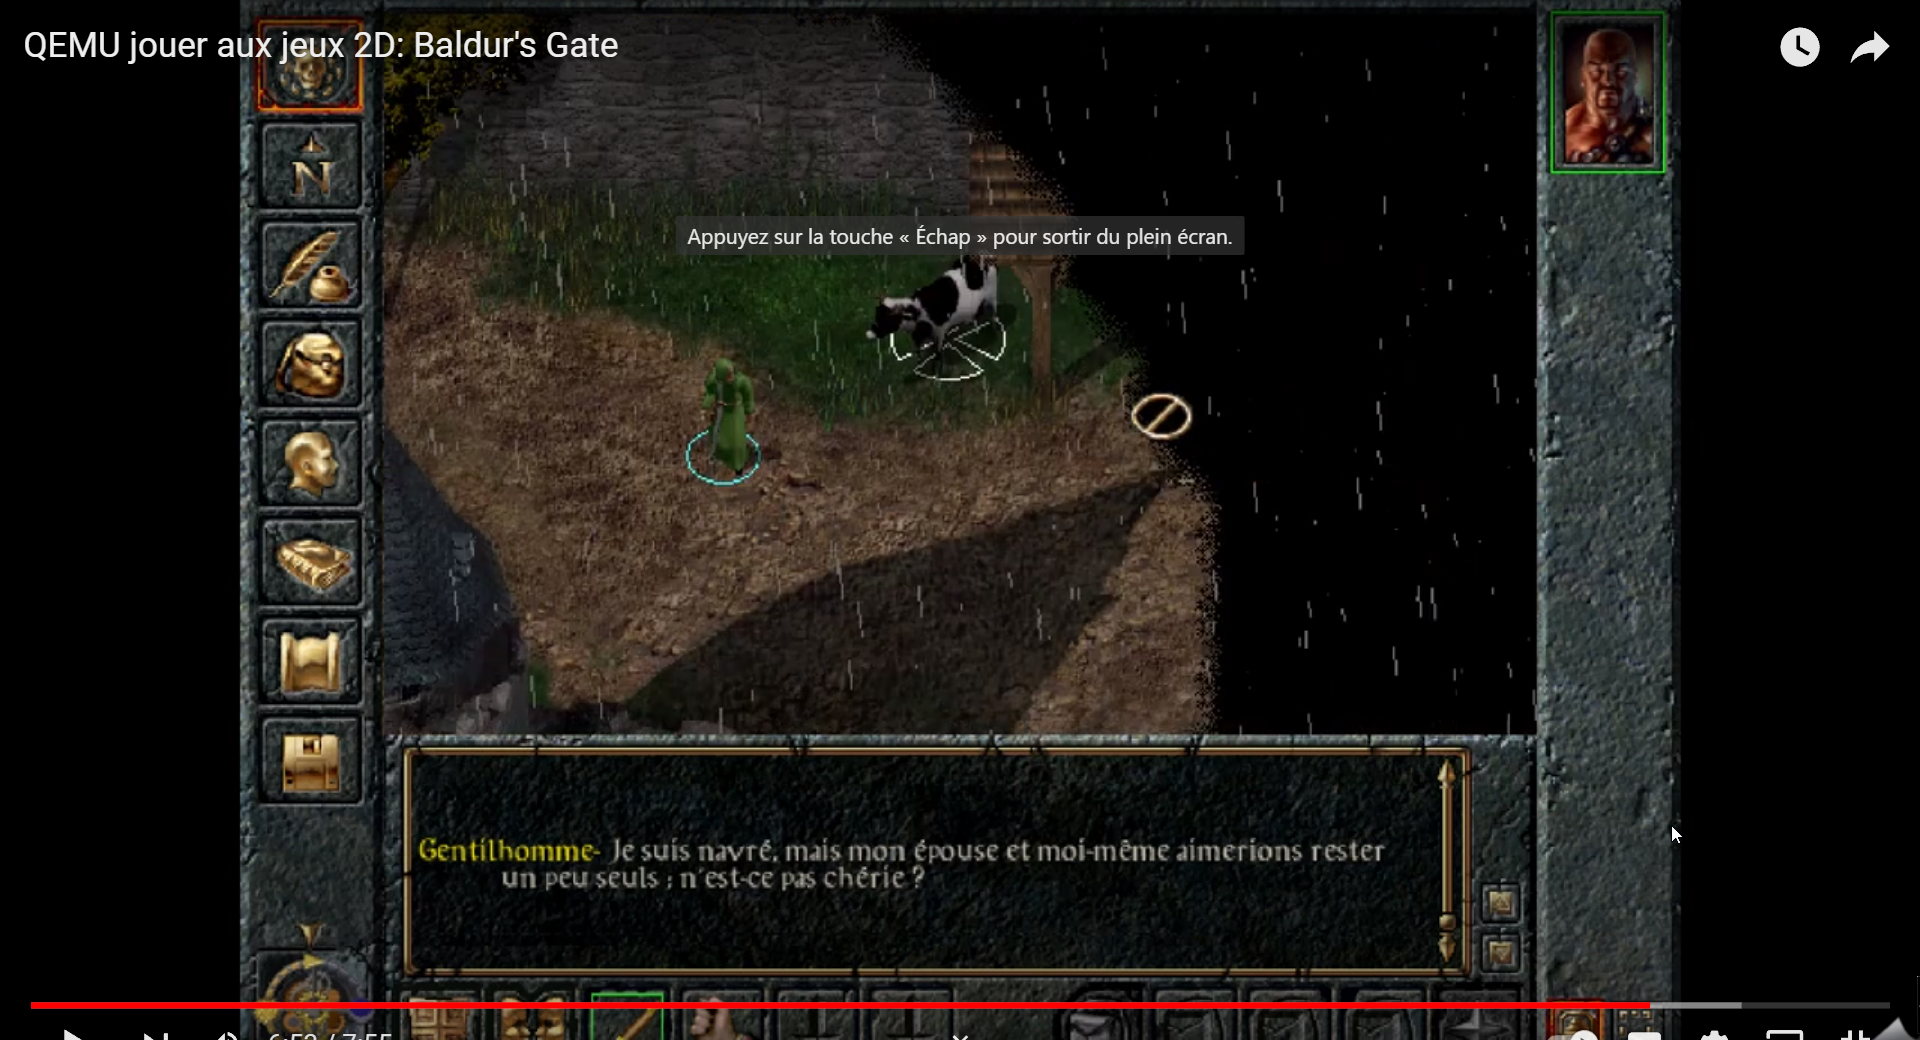 QEMU jouer aux jeux 2D: Baldur's Gate
N
Appuyez sur la touche « Échap » pour sortir du plein écran.
Gentilhomme- Je suis navré, mais mon épouse et moi-même aimerions rester
un peu seuls ; n'est-ce pas chérie ?